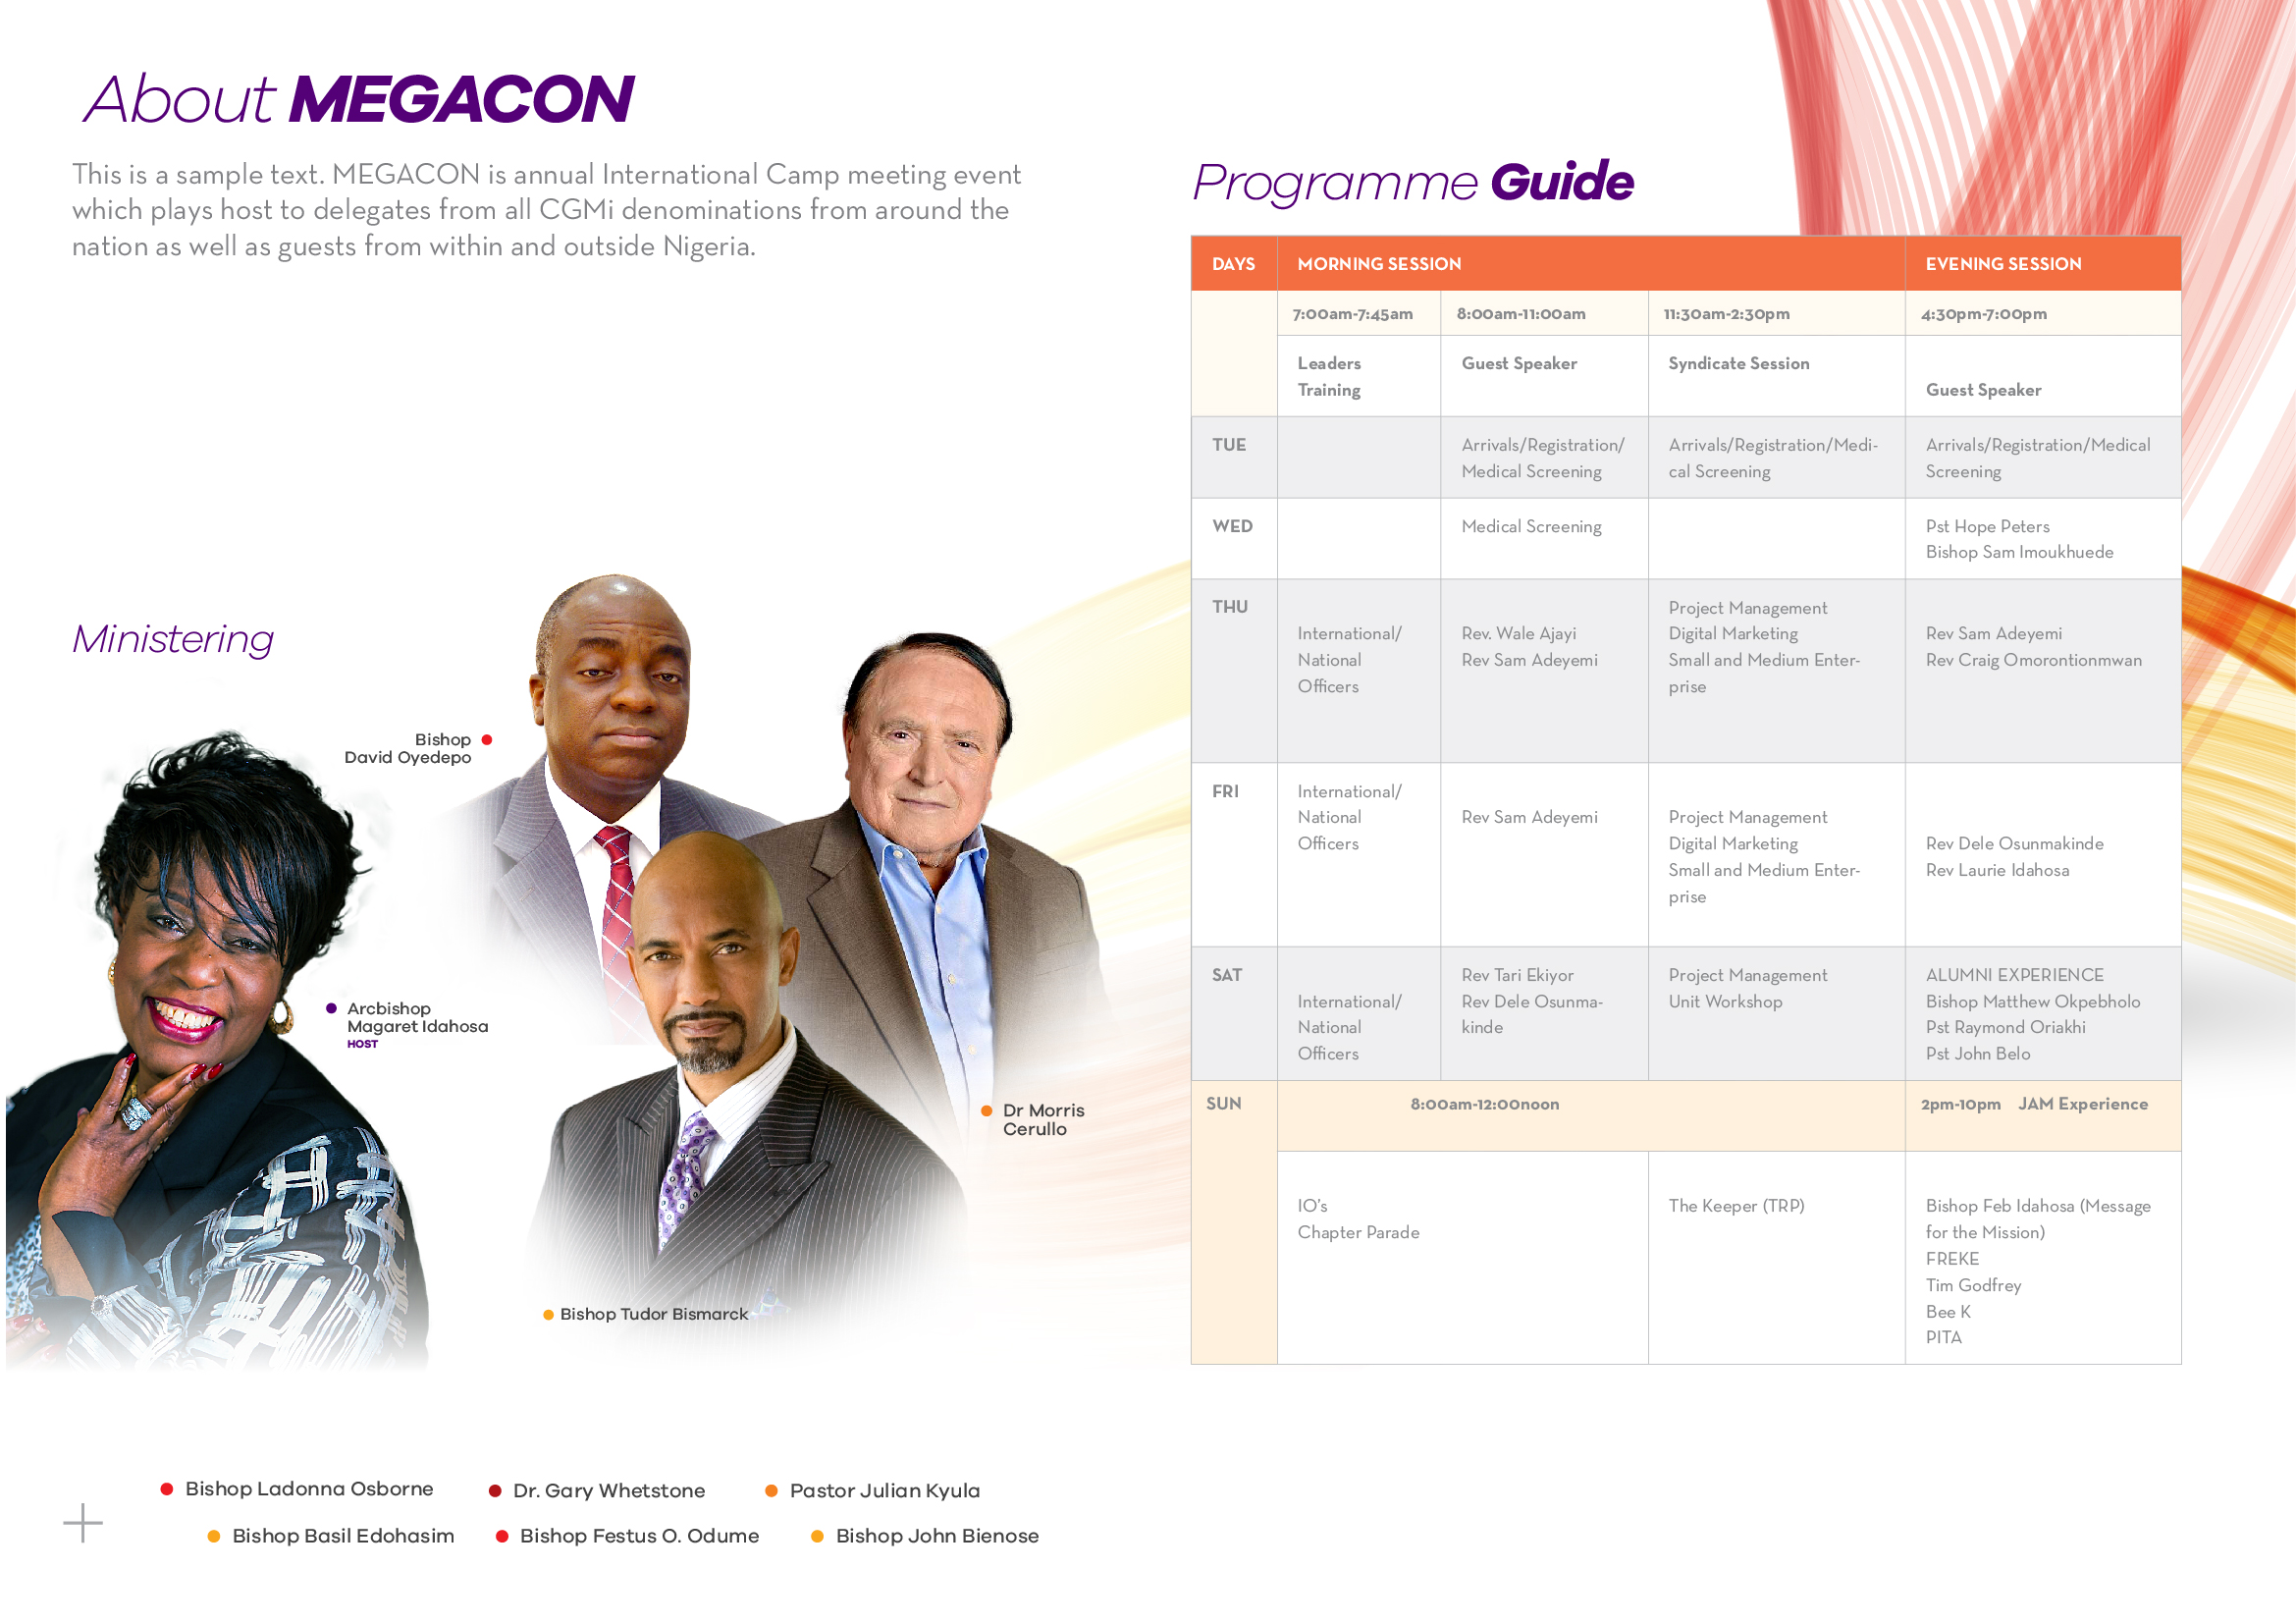 About MEGACON
This is a sample text. MEGACON is annual International Camp meeting event
which plays host to delegates from all CGMi denominations from around the
nation as well as guests from within and outside Nigeria.
Ministering
Bishop
David Oyedepo
Arcbishop
Magaret Idahosa
HOST
Dr Morris
Cerullo
Bishop Tudor Bismarck
Bishop Ladonna Osborne
Dr. Gary Whetstone
Pastor Julian Kyula
Bishop Basil Edohasim
Bishop Festus O. Odume
Bishop John Bienose
Programme Guide
DAYS
MORNING SESSION
EVENING SESSION
7:00am-7:45am
8:00am-11:00am
11:30am-2:30pm
4:30pm-7:00pm
Leaders
Training
Guest Speaker
Syndicate Session
Guest Speaker
TUE
Arrivals/Registration/
Medical Screening
Arrivals/Registration/Medi-
cal Screening
Arrivals/Registration/Medical
Screening
WED
Medical Screening
Pst Hope Peters
Bishop Sam Imoukhuede
THU
International/
National
Officers
Rev. Wale Ajayi
Rev Sam Adeyemi
Project Management
Digital Marketing
Small and Medium Enter-
prise
Rev Sam Adeyemi
Rev Craig Omorontionmwan
FRI
International/
National
Officers
Rev Sam Adeyemi
Project Management
Digital Marketing
Small and Medium Enter-
prise
Rev Dele Osunmakinde
Rev Laurie Idahosa
SAT
International/
National
Officers
Rev Tari Ekiyor
Rev Dele Osunma-
kinde
Project Management
Unit Workshop
ALUMNI EXPERIENCE
Bishop Matthew Okpebholo
Pst Raymond Oriakhi
Pst John Belo
SUN
8:00am-12:00noon
2pm-10pm JAM Experience
IO's
Chapter Parade
The Keeper (TRP)
Bishop Feb Idahosa (Message
for the Mission)
FREKE
Tim Godfrey
Bee K
PITA